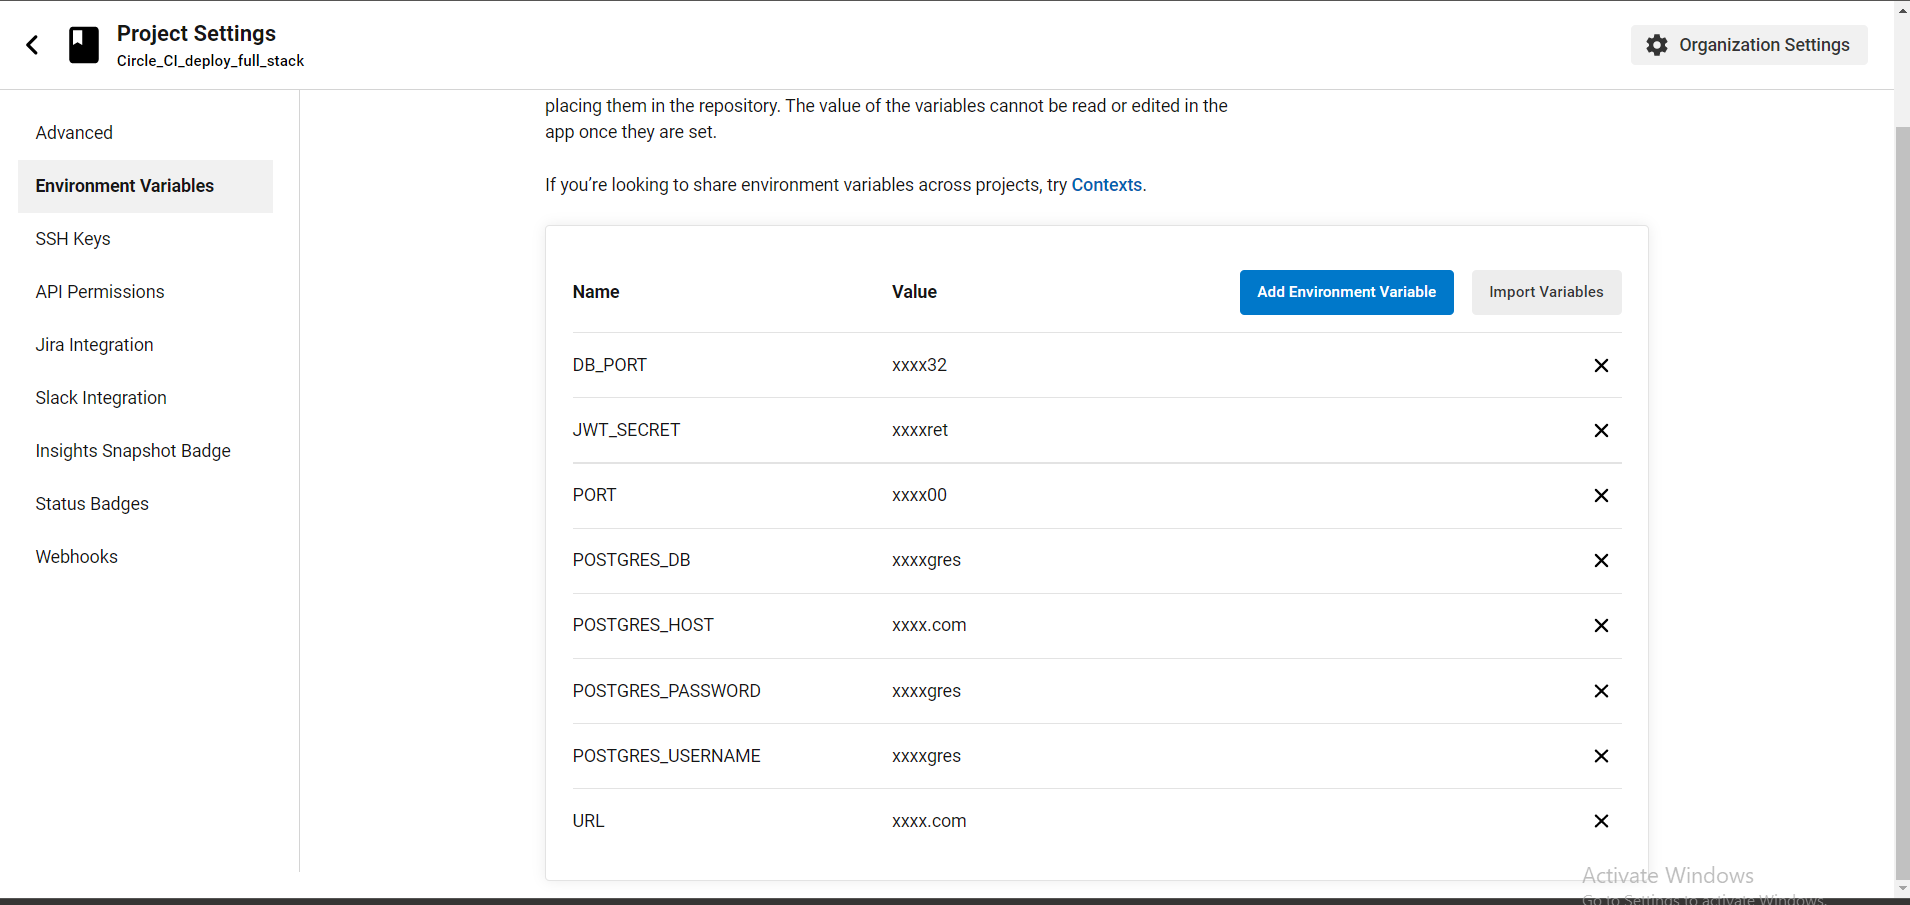 Project Settings
Circle_CI_deploy_full_stack
Organization Settings
Advanced
Environment Variables
SSH Keys
API Permissions
Jira Integration
Slack Integration
Insights Snapshot Badge
Status Badges
Webhooks
placing them in the repository. The value of the variables cannot be read or edited in the
app once they are set.
If you’re looking to share environment variables across projects, try Contexts.
Name Value Add Environment Variable Import Variables
DB_PORT xxxx32
JWT_SECRET xxxxret
PORT xxxx00
POSTGRES_DB xxxxgres
POSTGRES_HOST xxxx.com
POSTGRES_PASSWORD xxxxgres
POSTGRES_USERNAME xxxxgres
URL xxxx.com
Activate Windows
Go to Settings to activate Windows.